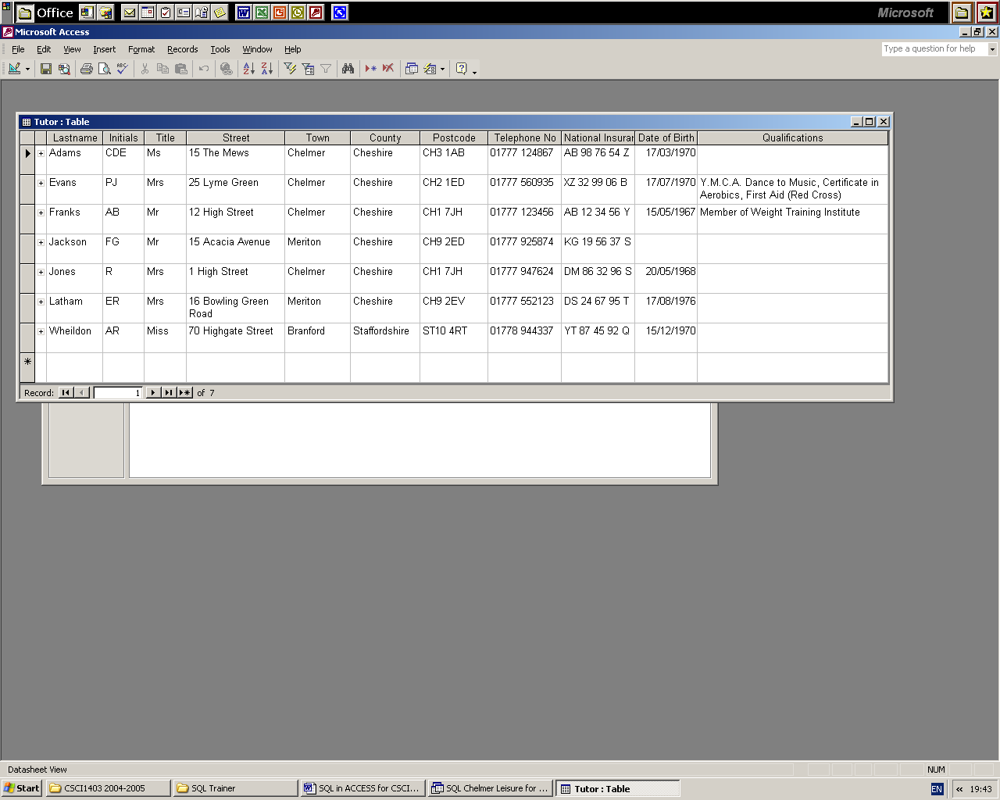 Office Microsoft
Microsoft Access
File Edit View Insert Format Records Tools Window Help Type a question for help
Tutor : Table
Lastname Initials Title Street Town County Postcode Telephone No National Insurar Date of Birth Qualifications
Adams CDE Ms 15 The Mews Chelmer Cheshire CH3 1AB 01777 124867 AB 98 76 54 Z 17/03/1970
Evans PJ Mrs 25 Lyme Green Chelmer Cheshire CH2 1ED 01777 560935 XZ 32 99 06 B 17/07/1970 Y.M.C.A. Dance to Music, Certificate in
Aerobics, First Aid (Red Cross)
Franks AB Mr 12 High Street Chelmer Cheshire CH1 7JH 01777 123456 AB 12 34 56 Y 15/05/1967 Member of Weight Training Institute
Jackson FG Mr 15 Acacia Avenue Meriton Cheshire CH9 2ED 01777 925874 KG 19 56 37 S
Jones R Mrs 1 High Street Chelmer Cheshire CH1 7JH 01777 947624 DM 86 32 96 S 20/05/1968
Latham ER Mrs 16 Bowling Green Meriton Cheshire CH9 2EV 01777 552123 DS 24 67 95 T 17/08/1976
Road
Wheildon AR Miss 70 Highgate Street Branford Staffordshire ST10 4RT 01778 944337 YT 87 45 92 Q 15/12/1970
Record: 1 of 7
Datasheet View NUM
Start CSCI1403 2004-2005 SQL Trainer SQL in ACCESS for CSCI... SQL Chelmer Leisure for ... Tutor : Table EN « 19:43